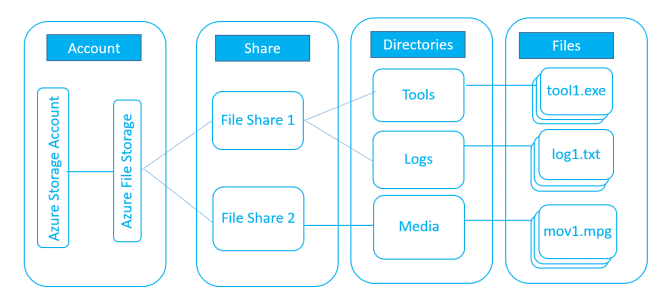 Account
Share
Directories
Files
Azure Storage Account
Azure File Storage
File Share 1
File Share 2
Tools
Logs
Media
tool1.exe
log1.txt
mov1.mpg